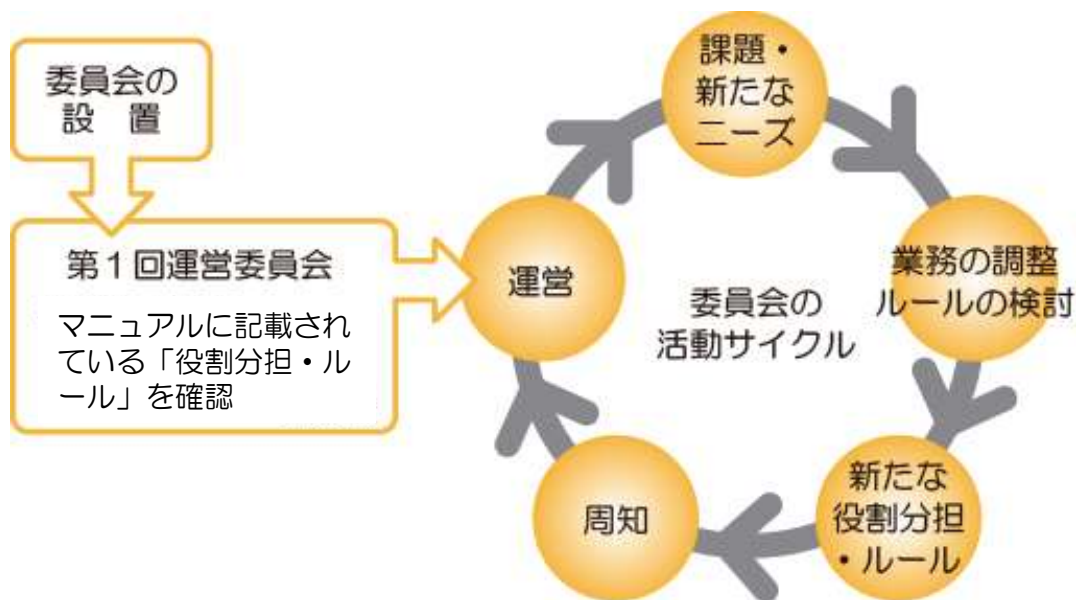 委員会の
設　置
第１回運営委員会
マニュアルに記載され
ている「役割分担・ル
ール」を確認
運営
課題・
新たな
ニーズ
業務の調整
ルールの検討
新たな
役割分担
・ルール
周知
委員会の
活動サイクル